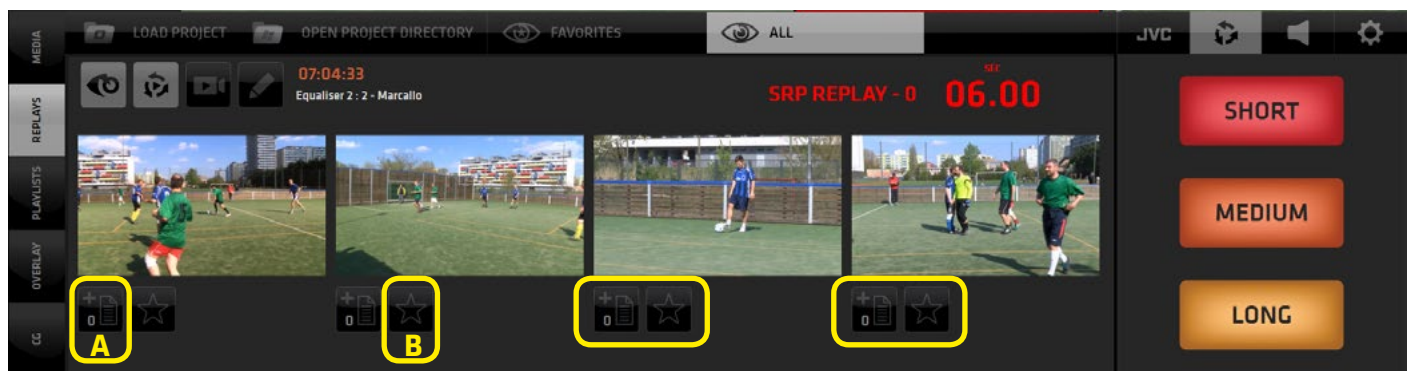 MEDIA
REPLAYS
PLAYLISTS
OVERLAY
CG
LOAD PROJECT OPEN PROJECT DIRECTORY FAVORITES ALL
JVC
07:04:33
Equaliser 2 : 2 - Marcallo
SRP REPLAY - 0
SEC
06.00
SHORT
MEDIUM
LONG
+ 0 + 0 + 0 + 0
A B